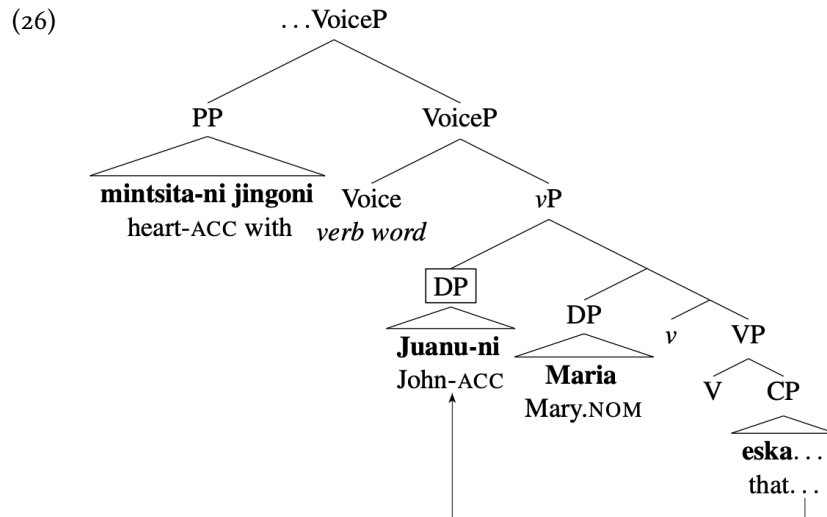 (26) …VoiceP
PP VoiceP
mintsita-ni jingoni Voice vP
heart-ACC with verb word
DP DP v VP
Juanu-ni Maria V CP
John-ACC Mary.NOM
eska…
that…